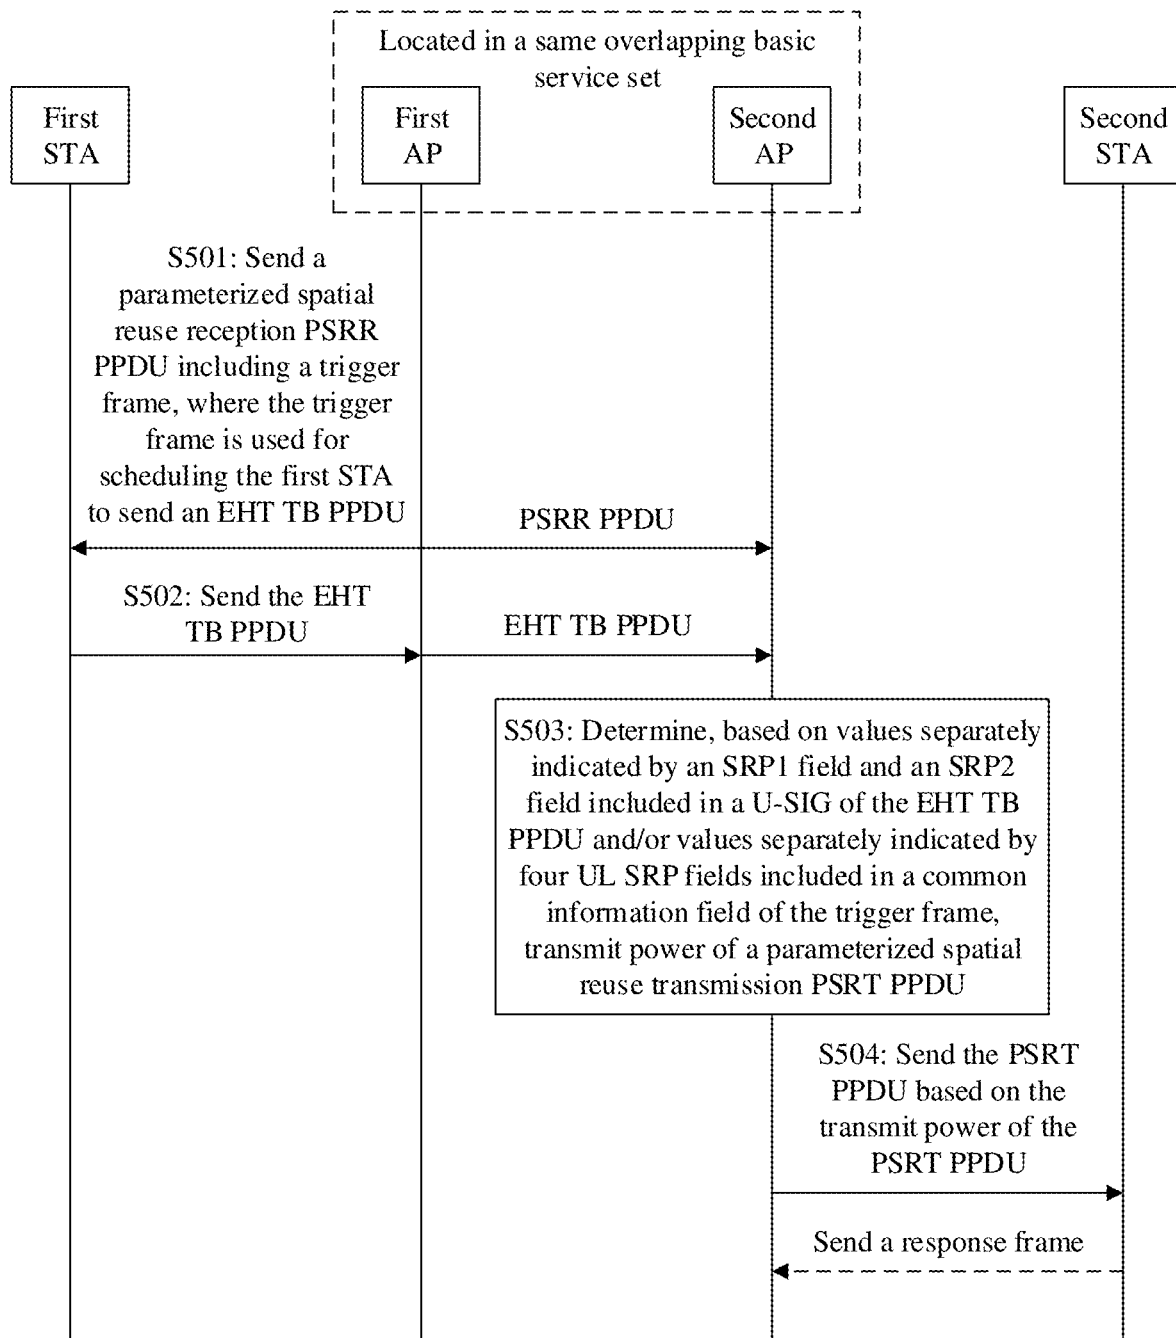 Located in a same overlapping basic
service set
First
STA
First
AP
Second
AP
Second
STA
S501: Send a
parameterized spatial
reuse reception PSRR
PPDU including a trigger
frame, where the trigger
frame is used for
scheduling the first STA
to send an EHT TB PPDU
PSRR PPDU
S502: Send the EHT
TB PPDU
EHT TB PPDU
S503: Determine, based on values separately
indicated by an SRP1 field and an SRP2
field included in a U-SIG of the EHT TB
PPDU and/or values separately indicated by
four UL SRP fields included in a common
information field of the trigger frame,
transmit power of a parameterized spatial
reuse transmission PSRT PPDU
S504: Send the PSRT
PPDU based on the
transmit power of the
PSRT PPDU
Send a response frame